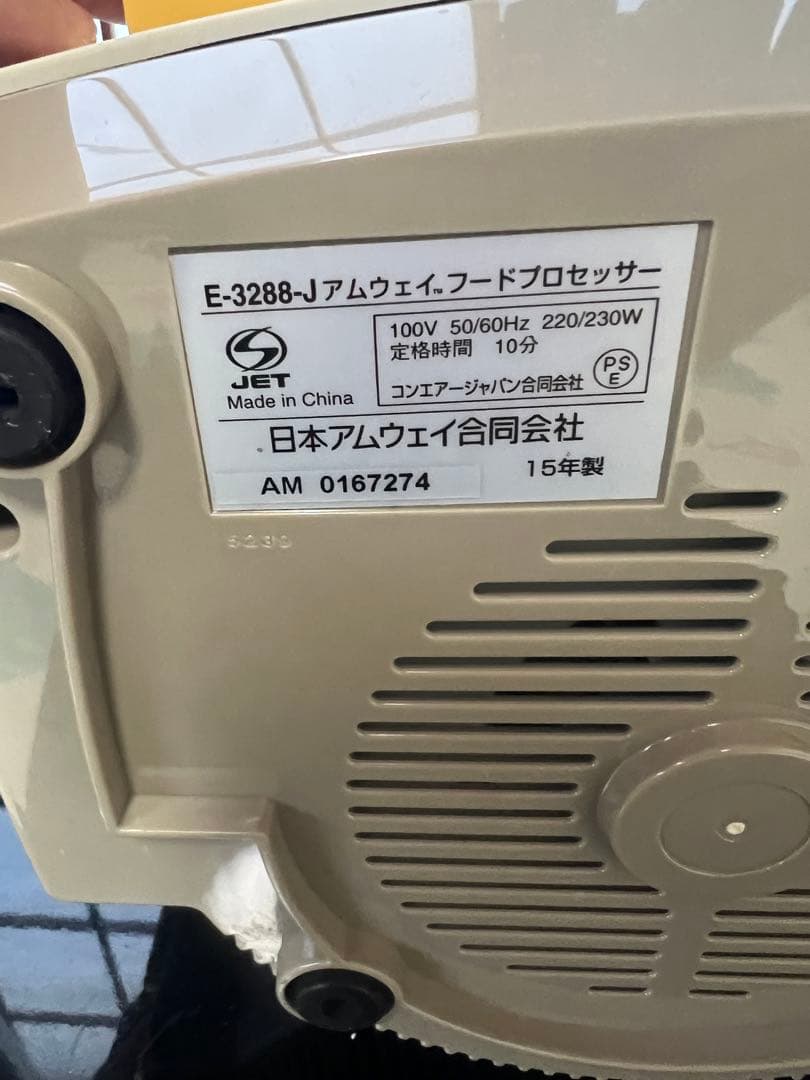 E-3288-J アムウェイ™ フードプロセッサー
JET
Made in China
100V 50/60Hz 220/230W
定格時間 10分
コンエアージャパン合同会社
PS
E
日本アムウェイ合同会社
AM 0167274
15年製
5239